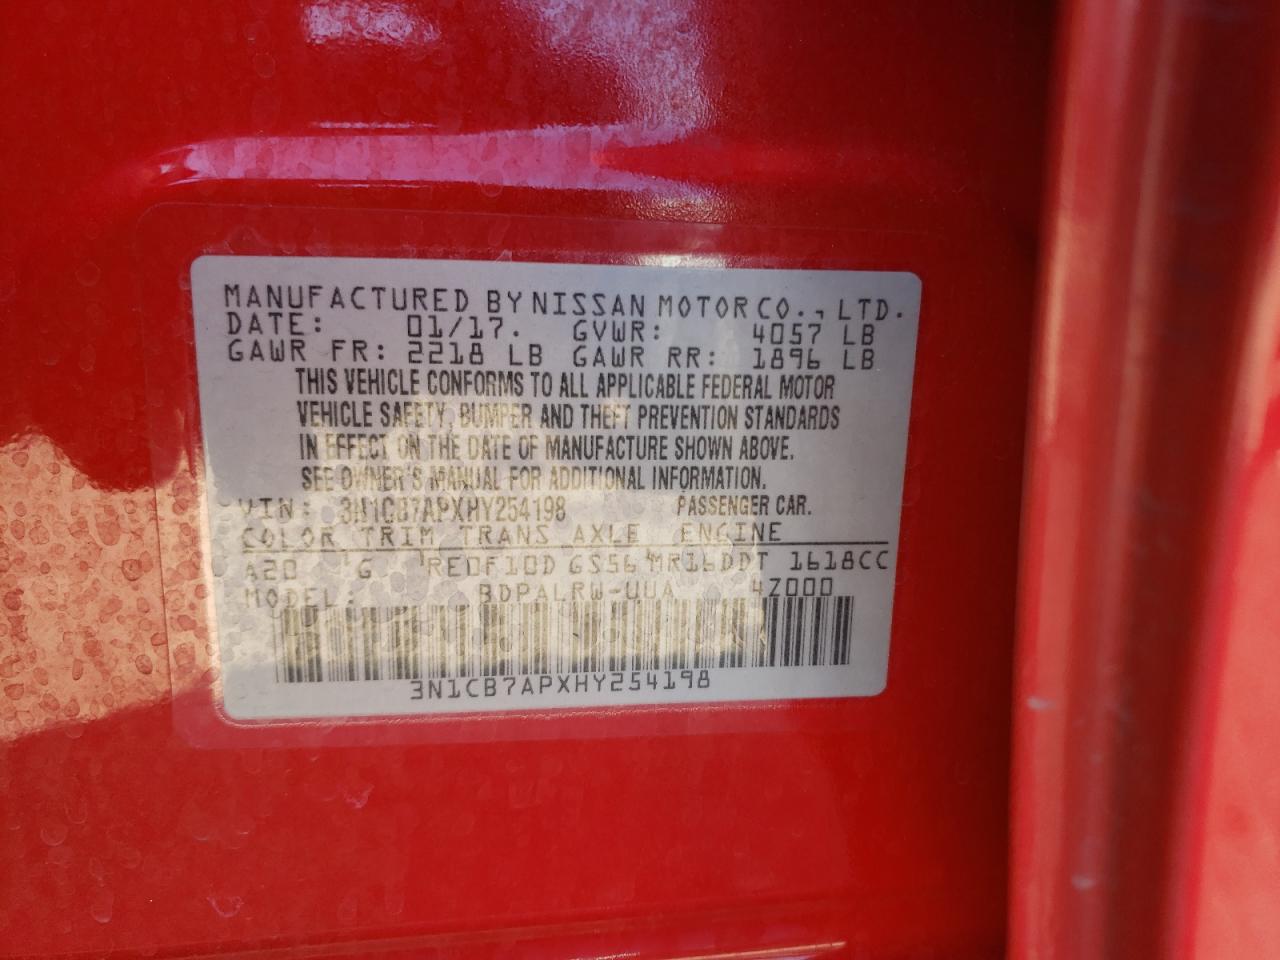 MANUFACTURED BY NISSAN MOTOR CO., LTD.
DATE: 01/17. GVWR: 4057 LB
GAWR FR: 2218 LB GAWR RR: 1896 LB
THIS VEHICLE CONFORMS TO ALL APPLICABLE FEDERAL MOTOR
VEHICLE SAFETY, BUMPER AND THEFT PREVENTION STANDARDS
IN EFFECT ON THE DATE OF MANUFACTURE SHOWN ABOVE.
SEE OWNER'S MANUAL FOR ADDITIONAL INFORMATION.
VIN: 3N1CB7APXHY254198 PASSENGER CAR.
COLOR TRIM TRANS AXLE ENGINE
A20 G RE0F10D GS56 MR16DDT 1618CC
MODEL: BDPALRW-UUA 4Z000
3N1CB7APXHY254198